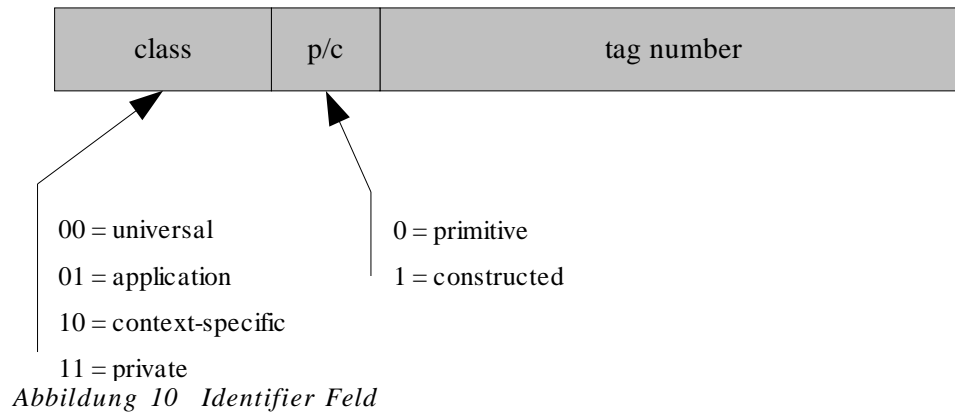 class p/c tag number
00 = universal
01 = application
10 = context-specific
11 = private
0 = primitive
1 = constructed
Abbildung 10 Identifier Feld